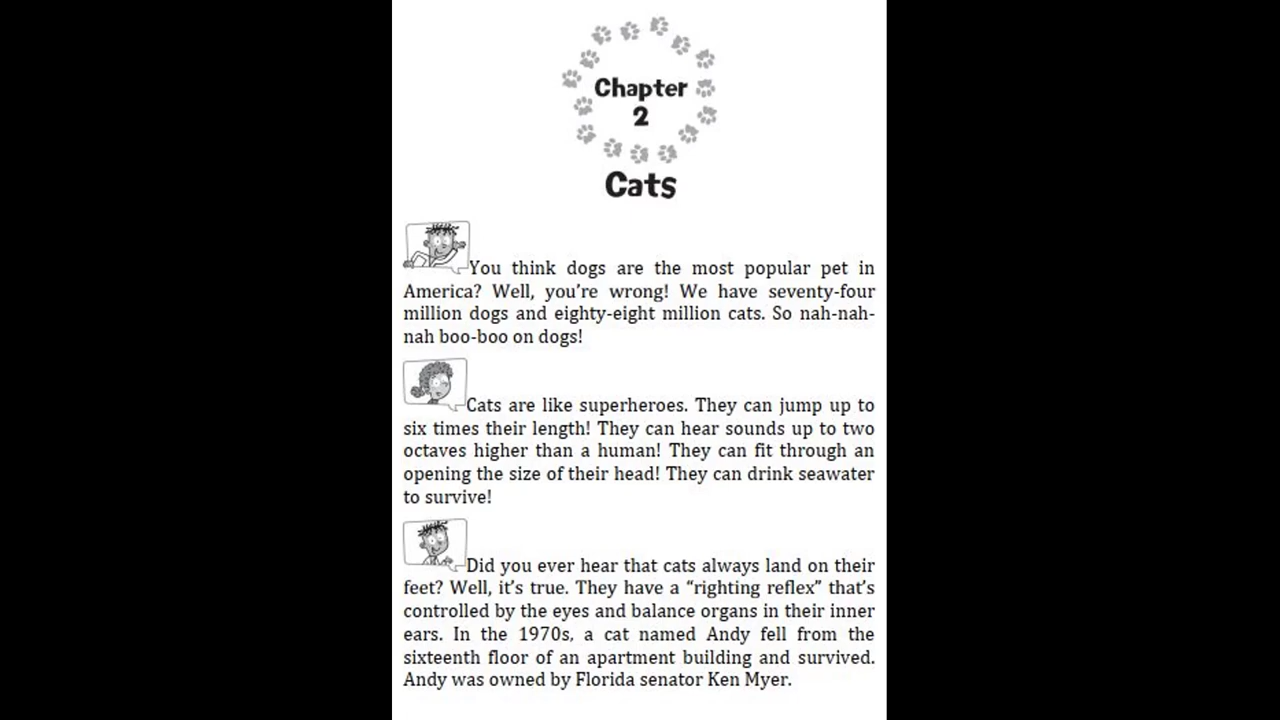 Chapter
2
Cats
You think dogs are the most popular pet in
America? Well, you’re wrong! We have seventy-four
million dogs and eighty-eight million cats. So nah-nah-
nah boo-boo on dogs!
Cats are like superheroes. They can jump up to
six times their length! They can hear sounds up to two
octaves higher than a human! They can fit through an
opening the size of their head! They can drink seawater
to survive!
Did you ever hear that cats always land on their
feet? Well, it’s true. They have a “righting reflex” that’s
controlled by the eyes and balance organs in their inner
ears. In the 1970s, a cat named Andy fell from the
sixteenth floor of an apartment building and survived.
Andy was owned by Florida senator Ken Myer.